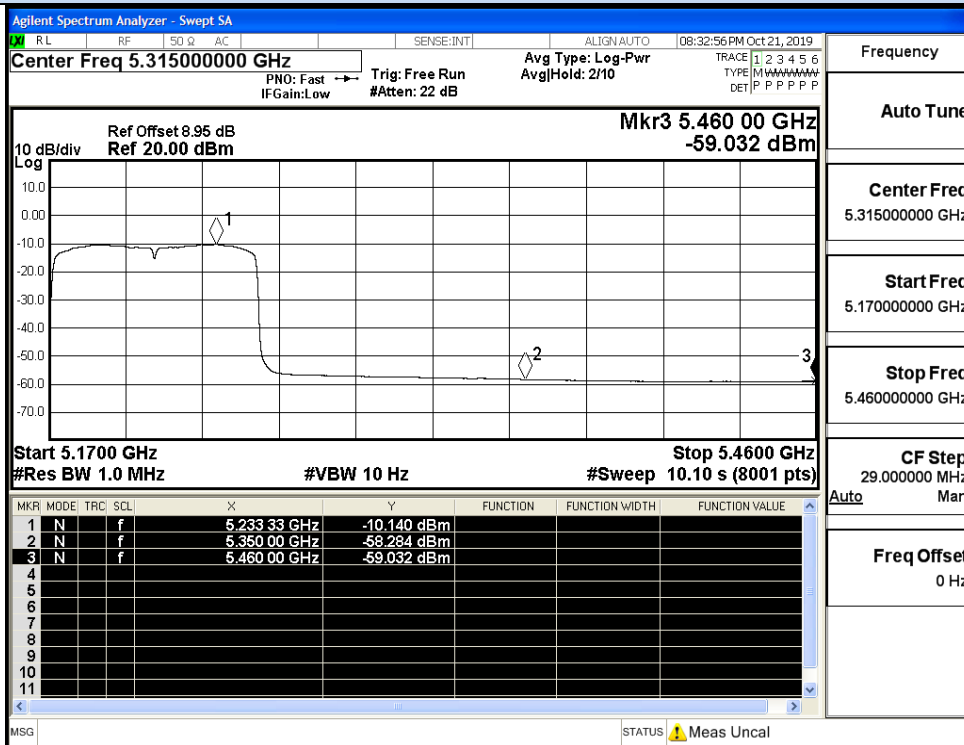 Agilent Spectrum Analyzer - Swept SA
LXI RL RF 50 Ω AC SENSE:INT ALIGNAUTO 08:32:56 PM Oct 21, 2019
Center Freq 5.315000000 GHz
PNO: Fast
IFGain:Low
Trig: Free Run
#Atten: 22 dB
Avg Type: Log-Pwr
Avg|Hold: 2/10
TRACE 1 2 3 4 5 6
TYPE M
DET P P P P P P
Mkr3 5.460 00 GHz
-59.032 dBm
Ref Offset 8.95 dB
10 dB/div Ref 20.00 dBm
Log
10.0
0.00
-10.0
-20.0
-30.0
-40.0
-50.0
-60.0
-70.0
1
2
3
Start 5.1700 GHz Stop 5.4600 GHz
#Res BW 1.0 MHz #VBW 10 Hz #Sweep 10.10 s (8001 pts)
MKR MODE TRC SCL X Y FUNCTION FUNCTION WIDTH FUNCTION VALUE
1 N f 5.233 33 GHz -10.140 dBm
2 N f 5.350 00 GHz -58.284 dBm
3 N f 5.460 00 GHz -59.032 dBm
4
5
6
7
8
9
10
11
MSG STATUS Meas Uncal
Frequency
Auto Tune
Center Freq
5.315000000 GHz
Start Freq
5.170000000 GHz
Stop Freq
5.460000000 GHz
CF Step
29.000000 MHz
Auto Man
Freq Offset
0 Hz